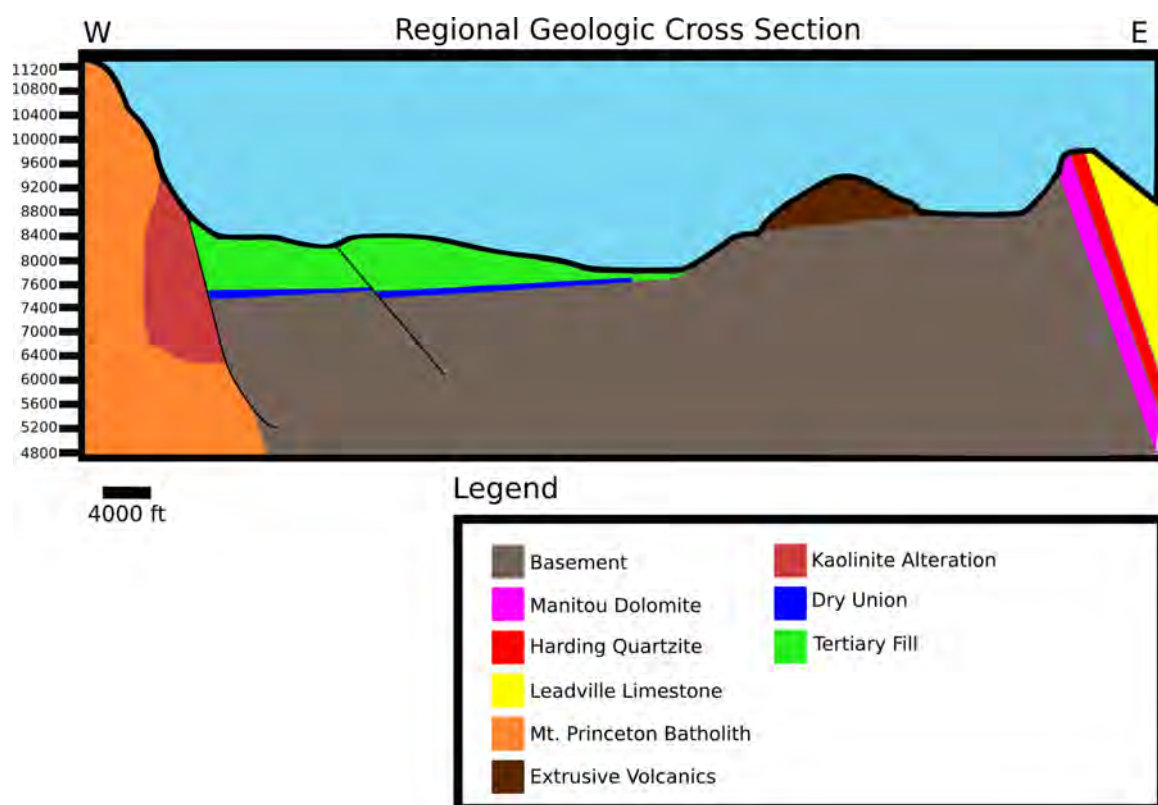 W Regional Geologic Cross Section E
11200
10800
10400
10000
9600
9200
8800
8400
8000
7600
7400
7000
6400
6000
5600
5200
4800
4000 ft
Legend
Basement
Manitou Dolomite
Harding Quartzite
Leadville Limestone
Mt. Princeton Batholith
Extrusive Volcanics
Kaolinite Alteration
Dry Union
Tertiary Fill